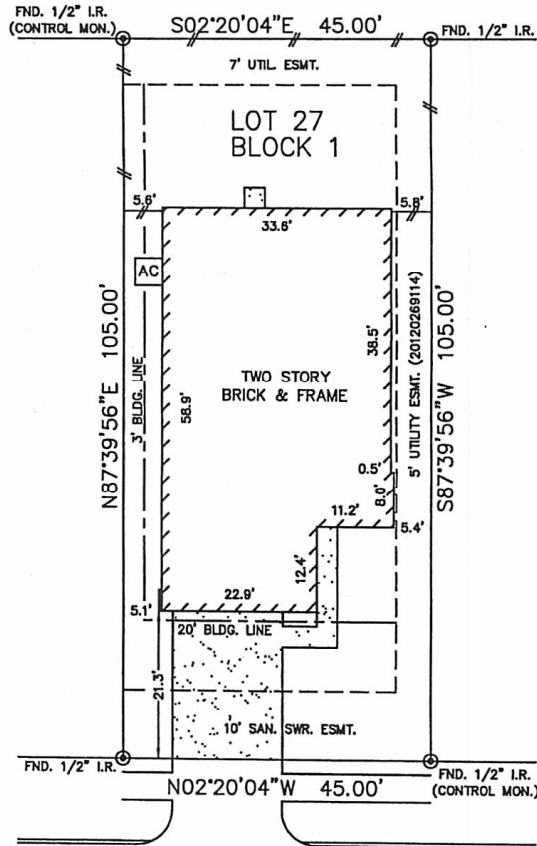 FND. 1/2" I.R.
(CONTROL MON.)
S02°20'04"E 45.00'
FND. 1/2" I.R.
7' UTIL ESMT.
LOT 27
BLOCK 1
5.6'
33.6'
5.8'
AC
N87°39'56"E 105.00'
3' BLDG. LINE
58.9'
TWO STORY
BRICK & FRAME
38.5'
5' UTILITY ESMT. (20120269114)
S87°39'56"W 105.00'
0.5'
8.0'
11.2'
5.4'
12.4'
22.9'
5.1'
20' BLDG. LINE
21.3'
10' SAN. SWR. ESMT.
FND. 1/2" I.R.
N02°20'04"W 45.00'
FND. 1/2" I.R.
(CONTROL MON.)